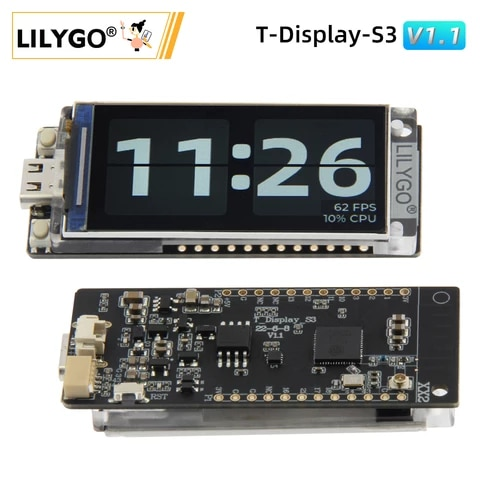 LILYGO®
T-Display-S3 V1.1
11:26
62 FPS
10% CPU
LILYGO®
T_Display_S3
22-6-8
V1.1
RST